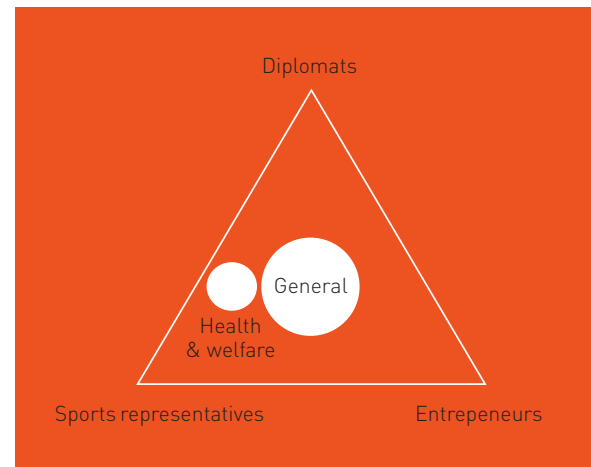 Diplomats
General
Health
& welfare
Sports representatives
Entrepeneurs